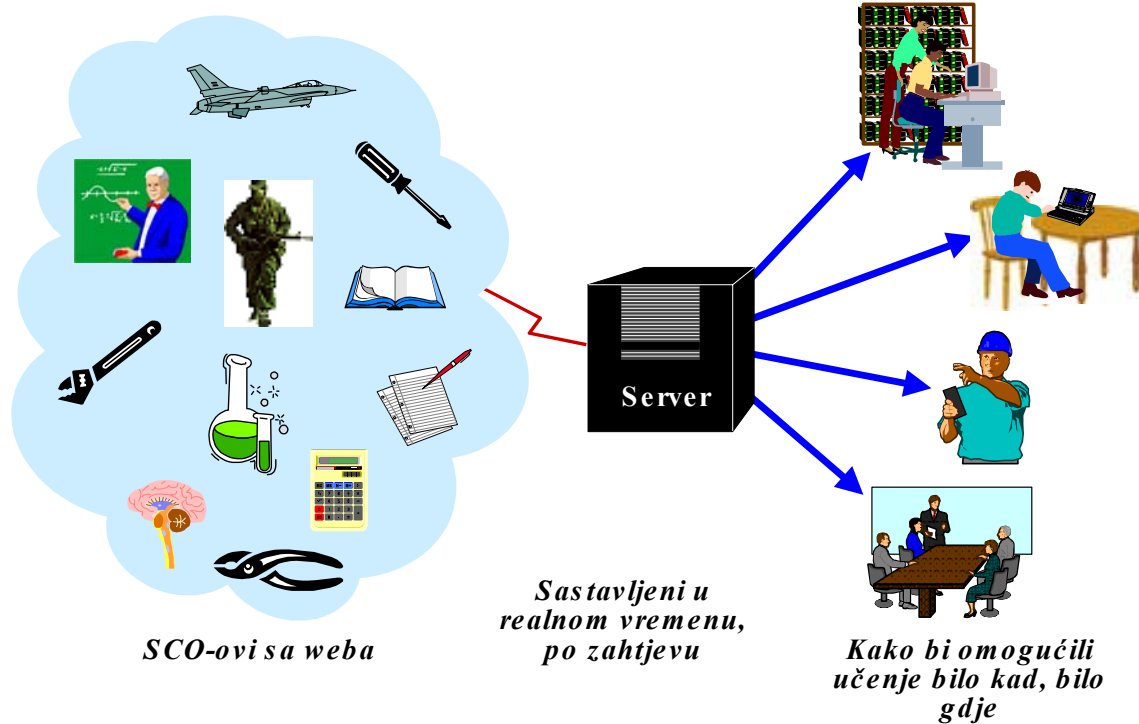 Server
SCO-ovi sa weba
Sastavljeni u
realnom vremenu,
po zahtjevu
Kako bi omogućili
učenje bilo kad, bilo
gdje